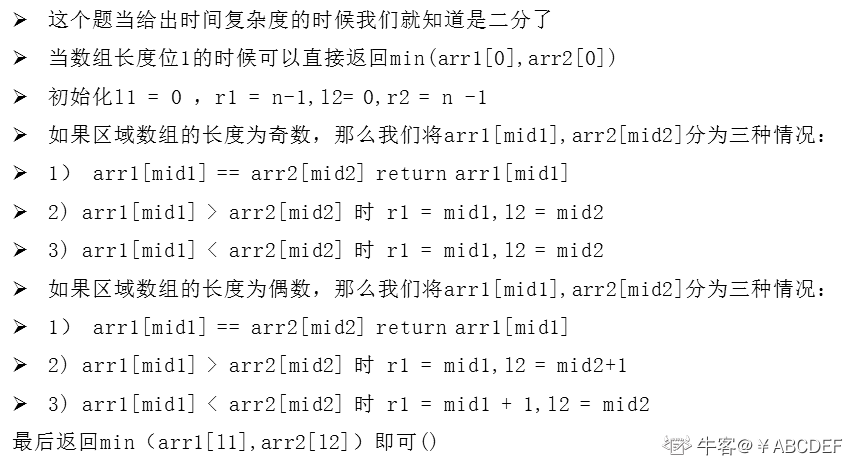 ➢ 这个题当给出时间复杂度的时候我们就知道是二分了
➢ 当数组长度位1的时候可以直接返回min(arr1[0],arr2[0])
➢ 初始化l1 = 0 , r1 = n-1,l2= 0,r2 = n -1
➢ 如果区域数组的长度为奇数，那么我们将arr1[mid1],arr2[mid2]分为三种情况：
➢ 1） arr1[mid1] == arr2[mid2] return arr1[mid1]
➢ 2) arr1[mid1] > arr2[mid2] 时 r1 = mid1,l2 = mid2
➢ 3) arr1[mid1] < arr2[mid2] 时 r1 = mid1,l2 = mid2
➢ 如果区域数组的长度为偶数，那么我们将arr1[mid1],arr2[mid2]分为三种情况：
➢ 1） arr1[mid1] == arr2[mid2] return arr1[mid1]
➢ 2) arr1[mid1] > arr2[mid2] 时 r1 = mid1,l2 = mid2+1
➢ 3) arr1[mid1] < arr2[mid2] 时 r1 = mid1 + 1,l2 = mid2
最后返回min（arr1[l1],arr2[l2]）即可()
牛客@￥ABCDEF